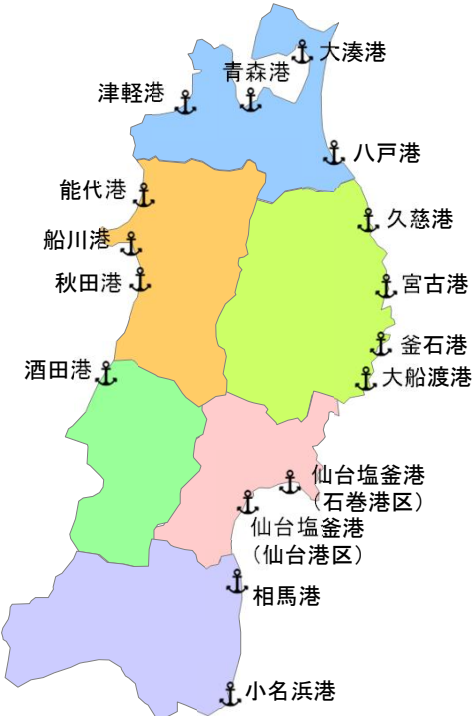 大湊港
青森港
津軽港
八戸港
能代港
久慈港
船川港
秋田港
宮古港
釜石港
酒田港
大船渡港
仙台塩釜港
（石巻港区）
仙台塩釜港
（仙台港区）
相馬港
小名浜港